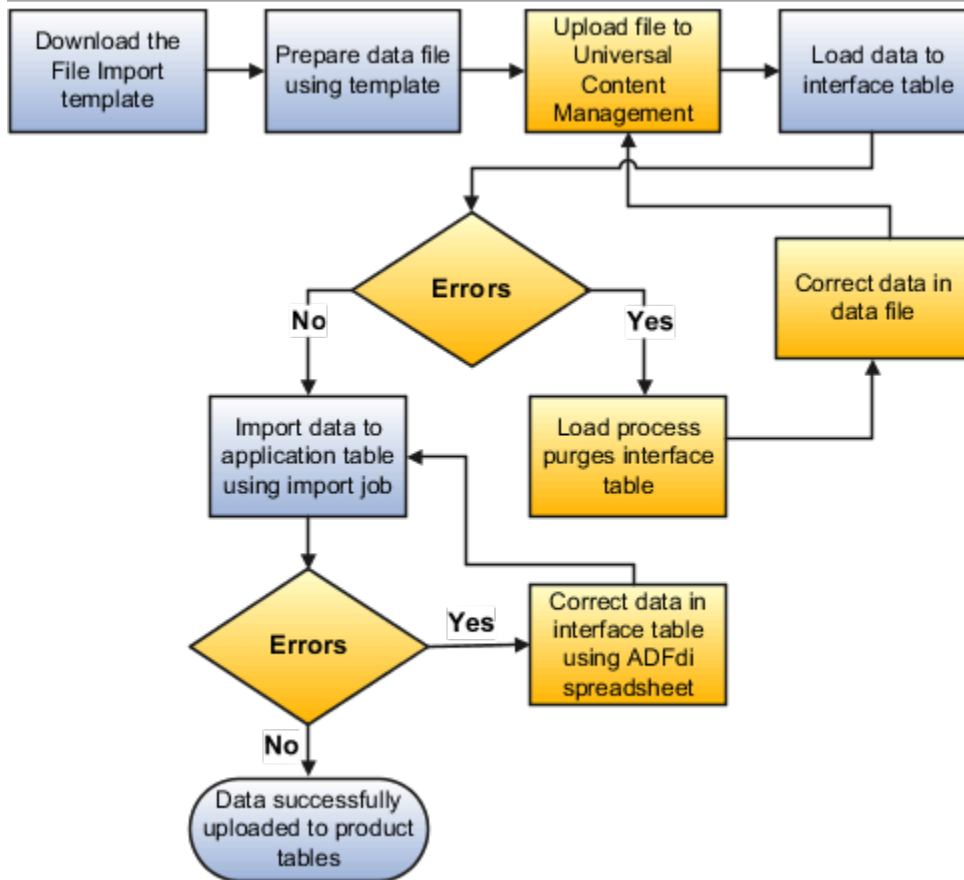 Download the
File Import
template
Prepare data file
using template
Upload file to
Universal
Content
Management
Load data to
interface table
Errors
No
Yes
Correct data in
data file
Import data to
application table
using import job
Load process
purges interface
table
Errors
Yes
Correct data in
interface table
using ADFdi
spreadsheet
No
Data successfully
uploaded to product
tables